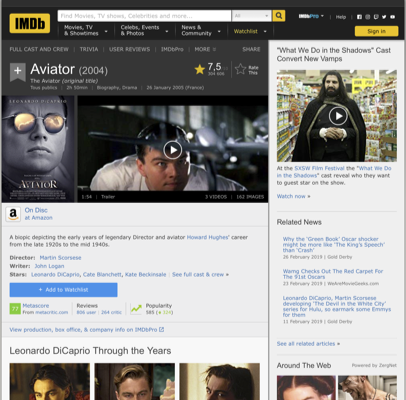 IMDb
Find Movies, TV shows, Celebrities and more...
All
IMDbPro
Help
Movies, TV & Showtimes
Celebs, Events & Photos
News & Community
Watchlist
Sign in
FULL CAST AND CREW | TRIVIA | USER REVIEWS | IMDbPro | MORE
SHARE
Aviator (2004)
The Aviator (original title)
Tous publics | 2h 50min | Biography, Drama | 26 January 2005 (France)
7,5
Rate This
LEONARDO DICAPRIO
THE AVIATOR
1:54 | Trailer
3 VIDEOS | 162 IMAGES
On Disc
at Amazon
A biopic depicting the early years of legendary Director and aviator Howard Hughes' career
from the late 1920s to the mid 1940s.
Director: Martin Scorsese
Writer: John Logan
Stars: Leonardo DiCaprio, Cate Blanchett, Kate Beckinsale | See full cast & crew »
+ Add to Watchlist
77
Metascore
From metacritic.com
Reviews
806 user | 264 critic
Popularity
View production, box office, & company info on IMDbPro
Leonardo DiCaprio Through the Years
"What We Do in the Shadows" Cast
Convert New Vamps
At the SXSW Film Festival the "What We Do
in the Shadows" cast reveal who they want
to guest star on the show.
Watch now »
Related News
Why the 'Green Book' Oscar shocker
might be more like 'The King's Speech'
than 'Crash'
26 February 2019 | Gold Derby
Wamg Checks Out The Red Carpet For
The 91st Oscars
23 February 2019 | WeAreMovieGeeks.com
Leonardo DiCaprio, Martin Scorsese
developing 'The Devil in the White City'
series for Hulu, so earmark some Emmys
for them
11 February 2019 | Gold Derby
See all related articles »
Around The Web
Powered by ZergNet